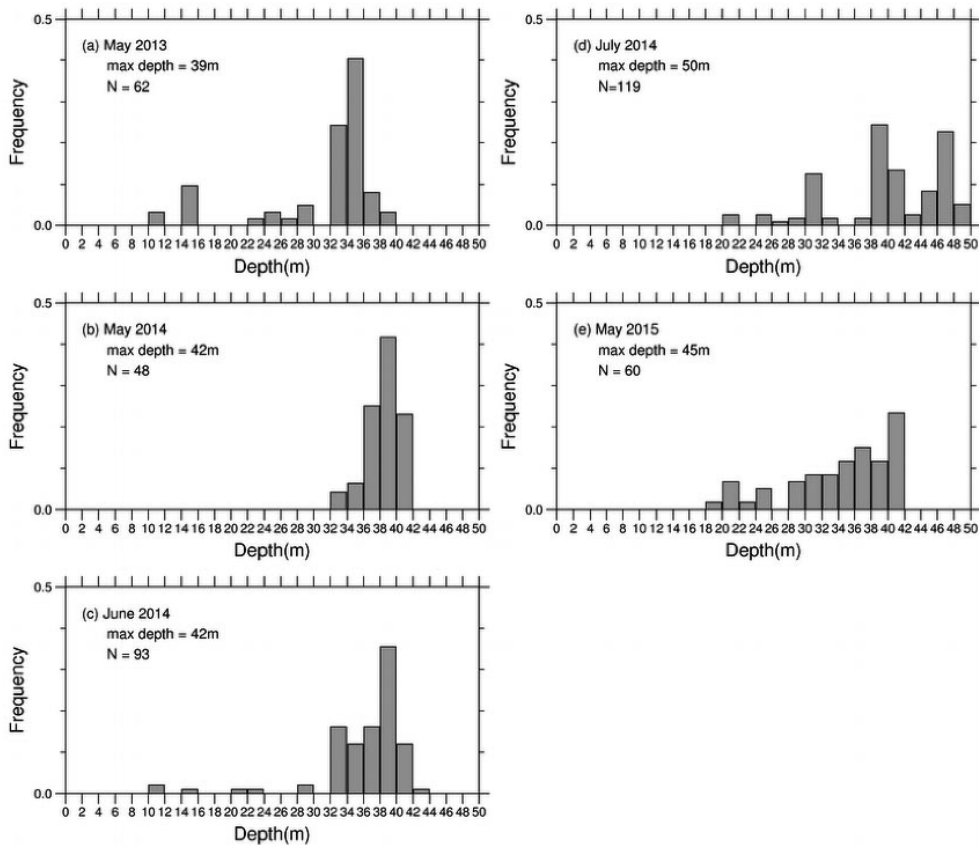 0.5
(a) May 2013
max depth = 39m
N = 62
Frequency
0.0
0 2 4 6 8 10 12 14 16 18 20 22 24 26 28 30 32 34 36 38 40 42 44 46 48 50
Depth(m)
0.5
(d) July 2014
max depth = 50m
N=119
Frequency
0.0
0 2 4 6 8 10 12 14 16 18 20 22 24 26 28 30 32 34 36 38 40 42 44 46 48 50
Depth(m)
0.5
(b) May 2014
max depth = 42m
N = 48
Frequency
0.0
0 2 4 6 8 10 12 14 16 18 20 22 24 26 28 30 32 34 36 38 40 42 44 46 48 50
Depth(m)
0.5
(e) May 2015
max depth = 45m
N = 60
Frequency
0.0
0 2 4 6 8 10 12 14 16 18 20 22 24 26 28 30 32 34 36 38 40 42 44 46 48 50
Depth(m)
0.5
(c) June 2014
max depth = 42m
N = 93
Frequency
0.0
0 2 4 6 8 10 12 14 16 18 20 22 24 26 28 30 32 34 36 38 40 42 44 46 48 50
Depth(m)